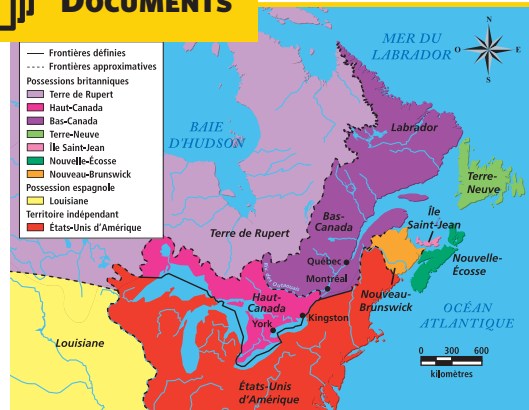 DOCUMENTS
Frontières définies
Frontières approximatives
Possessions britanniques
Terre de Rupert
Haut-Canada
Bas-Canada
Terre-Neuve
Île Saint-Jean
Nouvelle-Écosse
Nouveau-Brunswick
Possession espagnole
Louisiane
Territoire indépendant
États-Unis d'Amérique
MER DU
LABRADOR
N
O
E
S
BAIE
D'HUDSON
Labrador
Terre-
Neuve
Bas-
Canada
Île
Saint-Jean
Terre de Rupert
Québec
Nouvelle-
Écosse
Montréal
Haut-
Canada
Nouveau-
Brunswick
Kingston
York
OCÉAN
ATLANTIQUE
Louisiane
0 300 600
kilomètres
États-Unis
d'Amérique